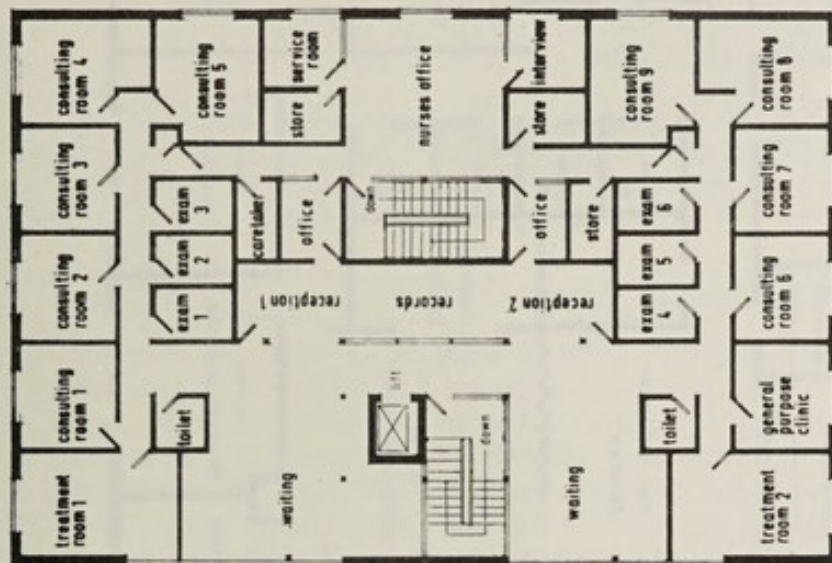 consulting
room 4
consulting
room 5
service
room
store
nurses office
interview
store
consulting
room 9
consulting
room 8
consulting
room 3
exam
3
caretaker
office
down
office
store
exam
6
consulting
room 7
consulting
room 2
exam
2
exam
5
consulting
room 6
exam
1
reception 1
records
reception 2
exam
4
consulting
room 1
toilet
lift
toilet
general
purpose
clinic
treatment
room 1
waiting
down
waiting
treatment
room 2